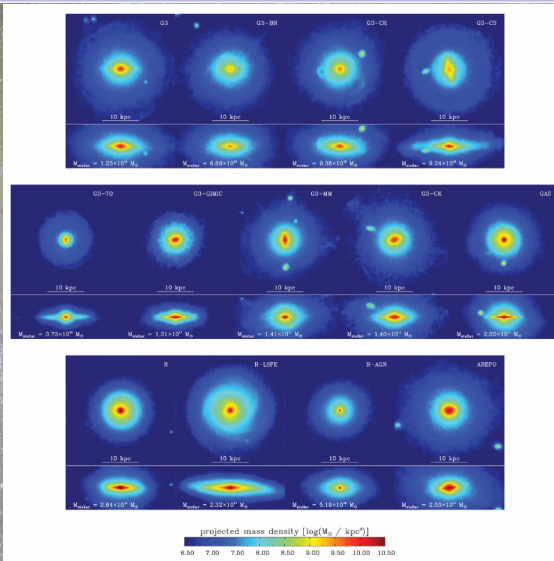 G3 G3-BH G3-CR G3-CS
10 kpc 10 kpc 10 kpc 10 kpc
G3-TO G3-GIMIC G3-MM G3-CK GAS
10 kpc 10 kpc 10 kpc 10 kpc 10 kpc
R R-LSFE R-AGN AREPO
10 kpc 10 kpc 10 kpc 10 kpc
projected mass density [log(M☉ / kpc²)]
6.50 7.00 7.50 8.00 8.50 9.00 9.50 10.00 10.50